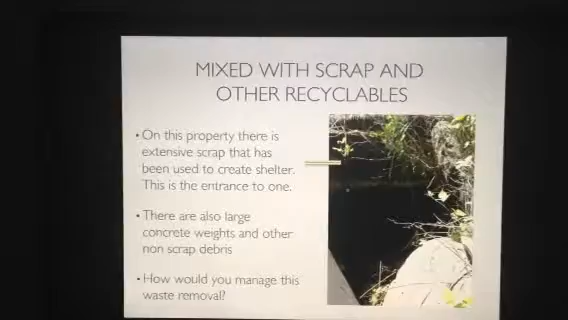 MIXED WITH SCRAP AND
OTHER RECYCLABLES
• On this property there is
extensive scrap that has
been used to create shelter.
This is the entrance to one.
• There are also large
concrete weights and other
non scrap debris
• How would you manage this
waste removal?